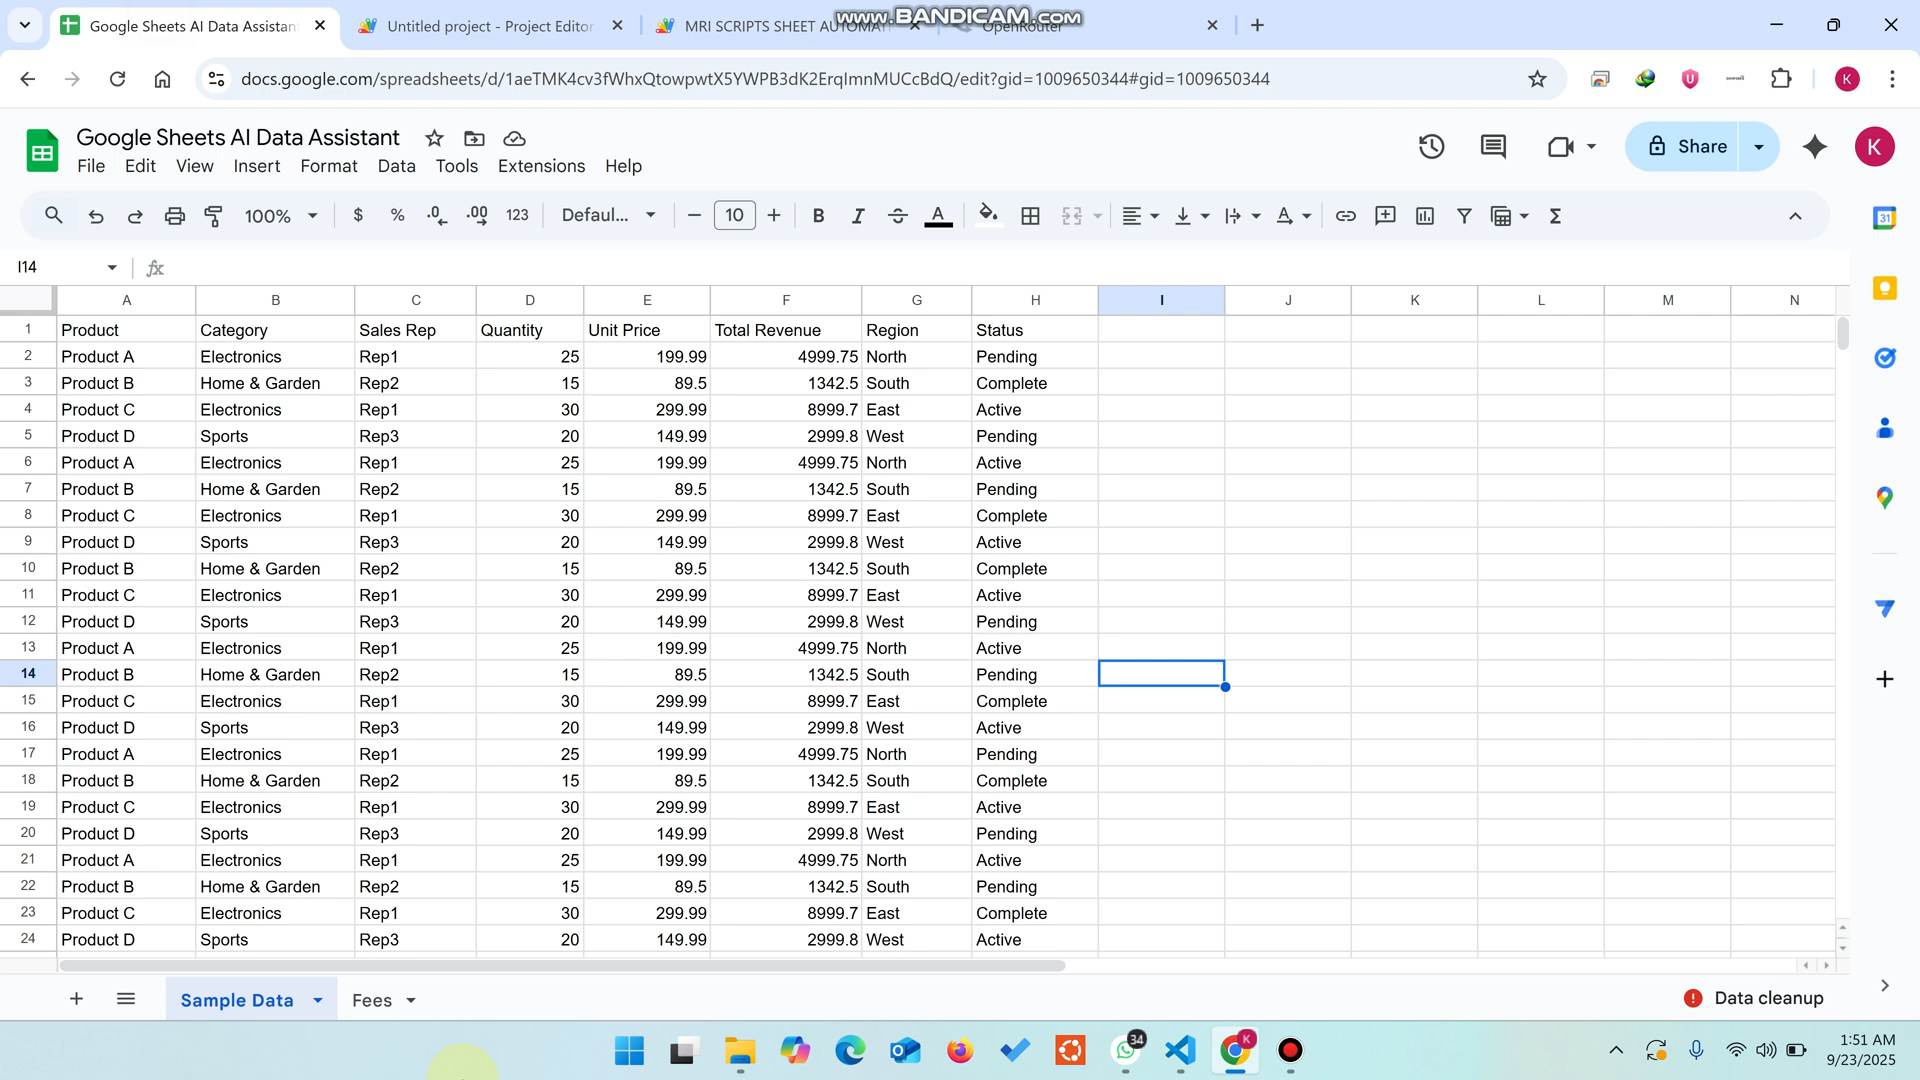 Google Sheets AI Data Assistan
Untitled project - Project Editor
MRI SCRIPTS SHEET AUTOMAT
OpenRouter
www.BANDICAM.com
docs.google.com/spreadsheets/d/1aeTMK4cv3fWhxQtowpwtX5YWPB3dK2ErqImnMUCcBdQ/edit?gid=1009650344#gid=1009650344
K
Google Sheets AI Data Assistant
Share
K
File Edit View Insert Format Data Tools Extensions Help
100% $ % .0 .00 123 Defaul... 10 B I A
31
I14 fx
A B C D E F G H I J K L M N
1 Product Category Sales Rep Quantity Unit Price Total Revenue Region Status
2 Product A Electronics Rep1 25 199.99 4999.75 North Pending
3 Product B Home & Garden Rep2 15 89.5 1342.5 South Complete
4 Product C Electronics Rep1 30 299.99 8999.7 East Active
5 Product D Sports Rep3 20 149.99 2999.8 West Pending
6 Product A Electronics Rep1 25 199.99 4999.75 North Active
7 Product B Home & Garden Rep2 15 89.5 1342.5 South Pending
8 Product C Electronics Rep1 30 299.99 8999.7 East Complete
9 Product D Sports Rep3 20 149.99 2999.8 West Active
10 Product B Home & Garden Rep2 15 89.5 1342.5 South Complete
11 Product C Electronics Rep1 30 299.99 8999.7 East Active
12 Product D Sports Rep3 20 149.99 2999.8 West Pending
13 Product A Electronics Rep1 25 199.99 4999.75 North Active
14 Product B Home & Garden Rep2 15 89.5 1342.5 South Pending
15 Product C Electronics Rep1 30 299.99 8999.7 East Complete
16 Product D Sports Rep3 20 149.99 2999.8 West Active
17 Product A Electronics Rep1 25 199.99 4999.75 North Pending
18 Product B Home & Garden Rep2 15 89.5 1342.5 South Complete
19 Product C Electronics Rep1 30 299.99 8999.7 East Active
20 Product D Sports Rep3 20 149.99 2999.8 West Pending
21 Product A Electronics Rep1 25 199.99 4999.75 North Active
22 Product B Home & Garden Rep2 15 89.5 1342.5 South Pending
23 Product C Electronics Rep1 30 299.99 8999.7 East Complete
24 Product D Sports Rep3 20 149.99 2999.8 West Active
Sample Data Fees Data cleanup
34
K
1:51 AM
9/23/2025